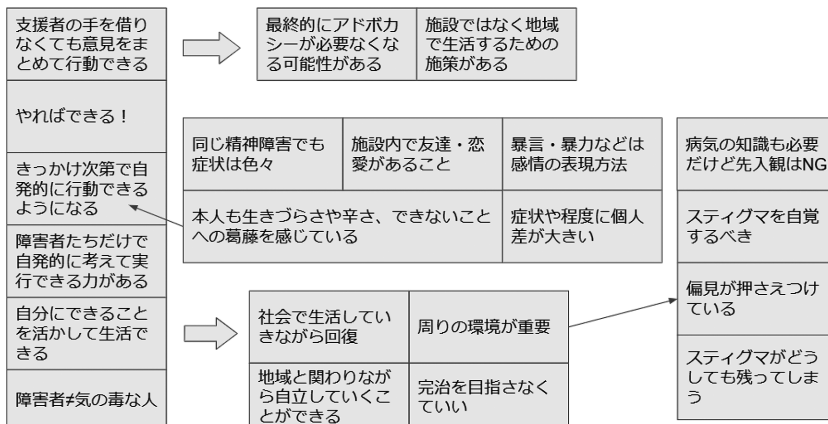 支援者の手を借り
なくても意見をま
とめて行動できる
やればできる！
きっかけ次第で自
発的に行動できる
ようになる
障害者たちだけで
自発的に考えて実
行できる力がある
自分にできること
を活かして生活で
きる
障害者≠気の毒な人
最終的にアドボカ
シーが必要なくな
る可能性がある
施設ではなく地域
で生活するための
施策がある
同じ精神障害でも
症状は色々
施設内で友達・恋
愛があること
暴言・暴力などは
感情の表現方法
本人も生きづらさや辛さ、できないこと
への葛藤を感じている
症状や程度に個人
差が大きい
社会で生活してい
きながら回復
周りの環境が重要
地域と関わりなが
ら自立していくこ
とができる
完治を目指さなく
ていい
病気の知識も必要
だけど先入観はNG
スティグマを自覚
するべき
偏見が押さえつけ
ている
スティグマがどう
しても残ってしま
う